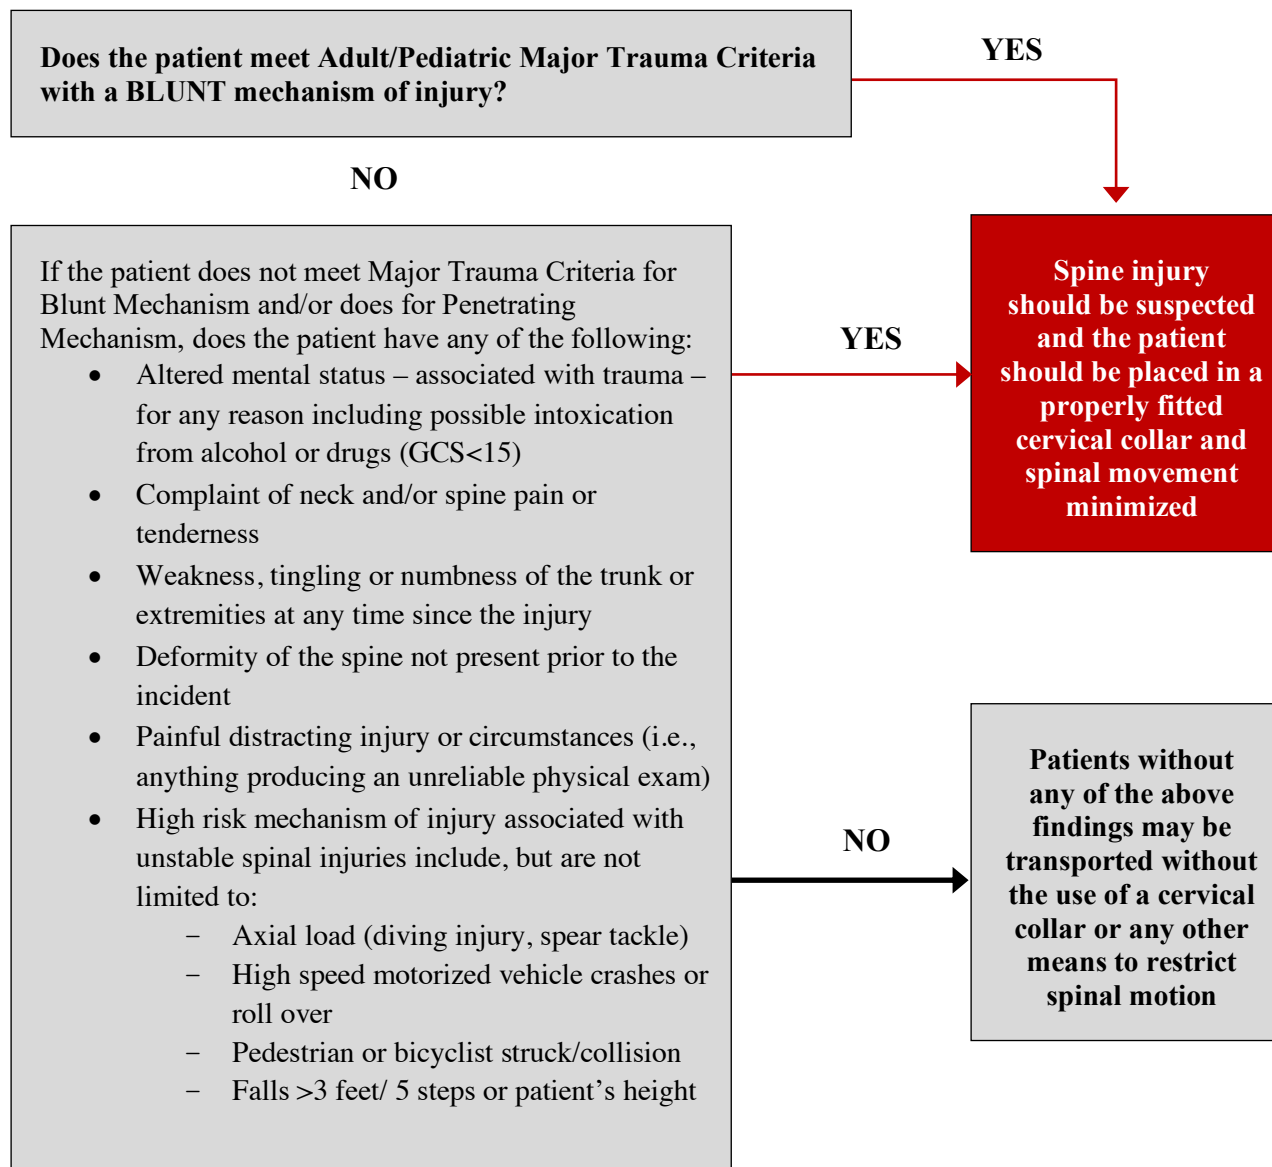 Does the patient meet Adult/Pediatric Major Trauma Criteria
with a BLUNT mechanism of injury?
YES
NO
If the patient does not meet Major Trauma Criteria for
Blunt Mechanism and/or does for Penetrating
Mechanism, does the patient have any of the following:
• Altered mental status – associated with trauma –
for any reason including possible intoxication
from alcohol or drugs (GCS<15)
• Complaint of neck and/or spine pain or
tenderness
• Weakness, tingling or numbness of the trunk or
extremities at any time since the injury
• Deformity of the spine not present prior to the
incident
• Painful distracting injury or circumstances (i.e.,
anything producing an unreliable physical exam)
• High risk mechanism of injury associated with
unstable spinal injuries include, but are not
limited to:
- Axial load (diving injury, spear tackle)
- High speed motorized vehicle crashes or
roll over
- Pedestrian or bicyclist struck/collision
- Falls >3 feet/ 5 steps or patient’s height
YES
Spine injury
should be suspected
and the patient
should be placed in a
properly fitted
cervical collar and
spinal movement
minimized
NO
Patients without
any of the above
findings may be
transported without
the use of a cervical
collar or any other
means to restrict
spinal motion